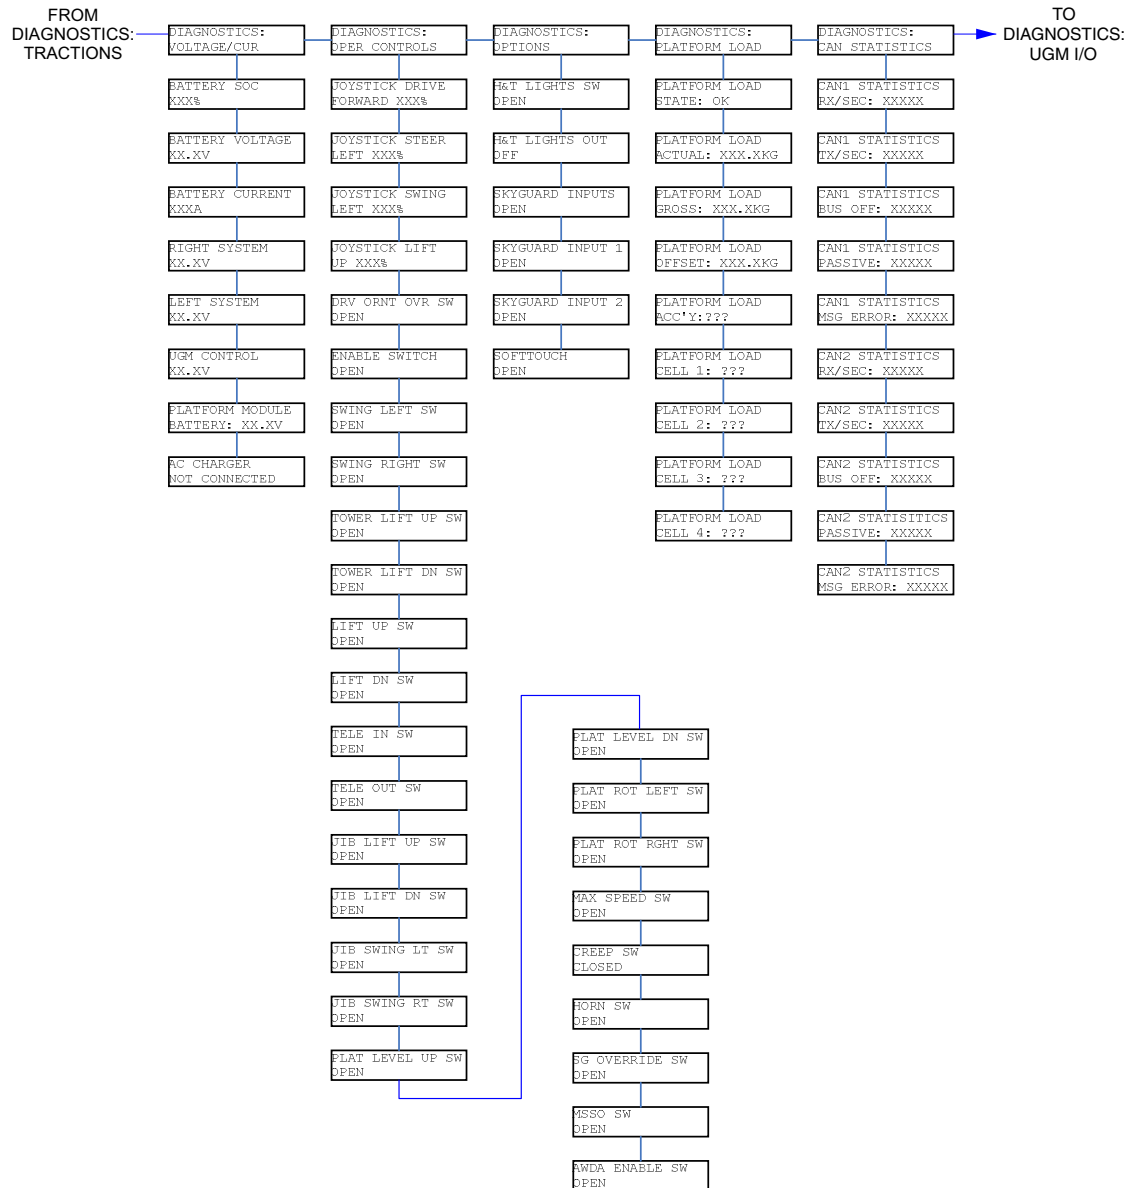 FROM
DIAGNOSTICS:
TRACTIONS
DIAGNOSTICS:
VOLTAGE/CUR
BATTERY SOC
XXX%
BATTERY VOLTAGE
XX.XV
BATTERY CURRENT
XXXA
RIGHT SYSTEM
XX.XV
LEFT SYSTEM
XX.XV
UGM CONTROL
XX.XV
PLATFORM MODULE
BATTERY: XX.XV
AC CHARGER
NOT CONNECTED
DIAGNOSTICS:
OPER CONTROLS
JOYSTICK DRIVE
FORWARD XXX%
JOYSTICK STEER
LEFT XXX%
JOYSTICK SWING
LEFT XXX%
JOYSTICK LIFT
UP XXX%
DRV ORNT OVR SW
OPEN
ENABLE SWITCH
OPEN
SWING LEFT SW
OPEN
SWING RIGHT SW
OPEN
TOWER LIFT UP SW
OPEN
TOWER LIFT DN SW
OPEN
LIFT UP SW
OPEN
LIFT DN SW
OPEN
TELE IN SW
OPEN
TELE OUT SW
OPEN
JIB LIFT UP SW
OPEN
JIB LIFT DN SW
OPEN
JIB SWING LT SW
OPEN
JIB SWING RT SW
OPEN
PLAT LEVEL UP SW
OPEN
PLAT LEVEL DN SW
OPEN
PLAT ROT LEFT SW
OPEN
PLAT ROT RGHT SW
OPEN
MAX SPEED SW
OPEN
CREEP SW
CLOSED
HORN SW
OPEN
SG OVERRIDE SW
OPEN
MSSO SW
OPEN
AWDA ENABLE SW
OPEN
DIAGNOSTICS:
OPTIONS
H&T LIGHTS SW
OPEN
H&T LIGHTS OUT
OFF
SKYGUARD INPUTS
OPEN
SKYGUARD INPUT 1
OPEN
SKYGUARD INPUT 2
OPEN
SOFTTOUCH
OPEN
DIAGNOSTICS:
PLATFORM LOAD
PLATFORM LOAD
STATE: OK
PLATFORM LOAD
ACTUAL: XXX.XKG
PLATFORM LOAD
GROSS: XXX.XKG
PLATFORM LOAD
OFFSET: XXX.XKG
PLATFORM LOAD
ACC'Y:???
PLATFORM LOAD
CELL 1: ???
PLATFORM LOAD
CELL 2: ???
PLATFORM LOAD
CELL 3: ???
PLATFORM LOAD
CELL 4: ???
DIAGNOSTICS:
CAN STATISTICS
CAN1 STATISTICS
RX/SEC: XXXXX
CAN1 STATISTICS
TX/SEC: XXXXX
CAN1 STATISTICS
BUS OFF: XXXXX
CAN1 STATISTICS
PASSIVE: XXXXX
CAN1 STATISTICS
MSG ERROR: XXXXX
CAN2 STATISTICS
RX/SEC: XXXXX
CAN2 STATISTICS
TX/SEC: XXXXX
CAN2 STATISTICS
BUS OFF: XXXXX
CAN2 STATISITICS
PASSIVE: XXXXX
CAN2 STATISTICS
MSG ERROR: XXXXX
TO
DIAGNOSTICS:
UGM I/O